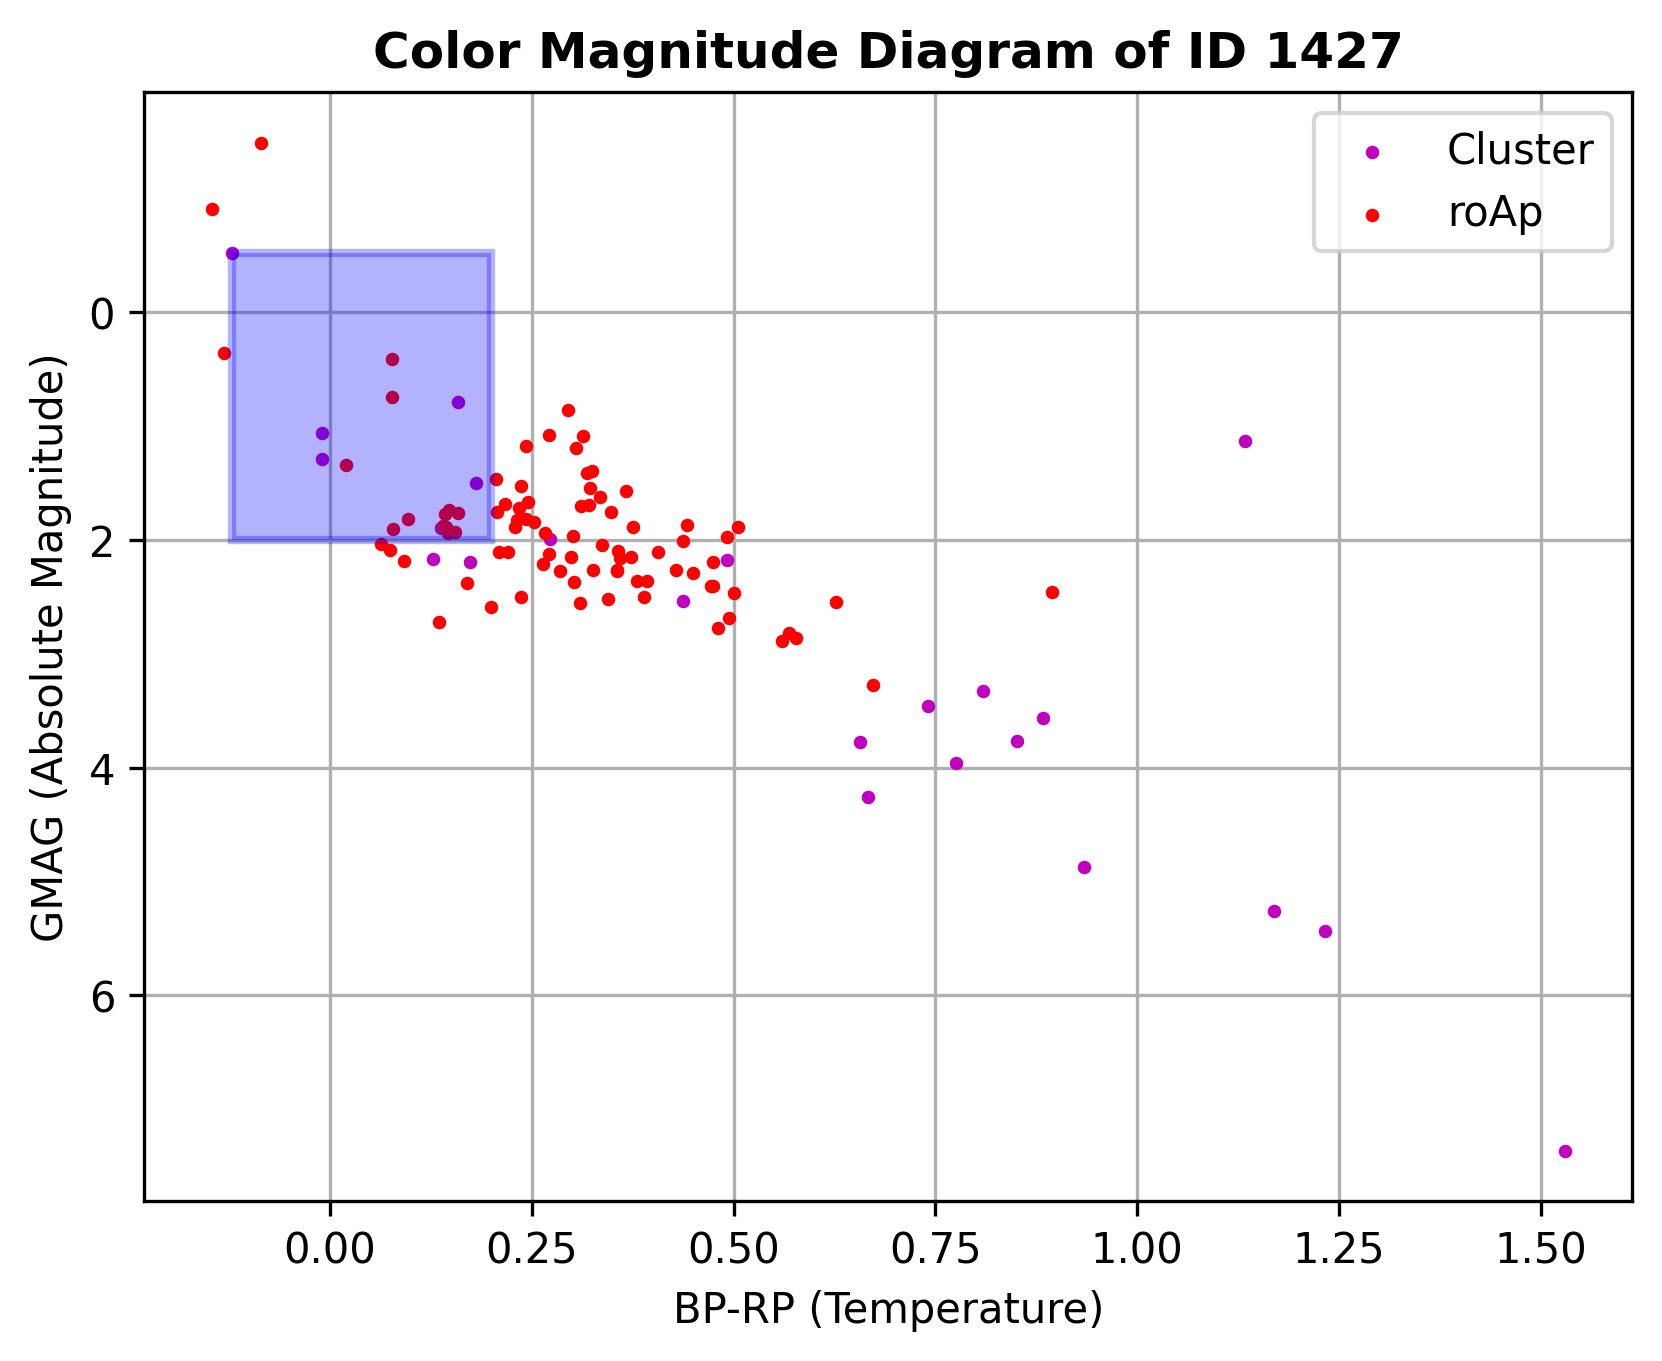 Color Magnitude Diagram of ID 1427
Cluster
roAp
GMAG (Absolute Magnitude)
0
2
4
6
0.00 0.25 0.50 0.75 1.00 1.25 1.50
BP-RP (Temperature)